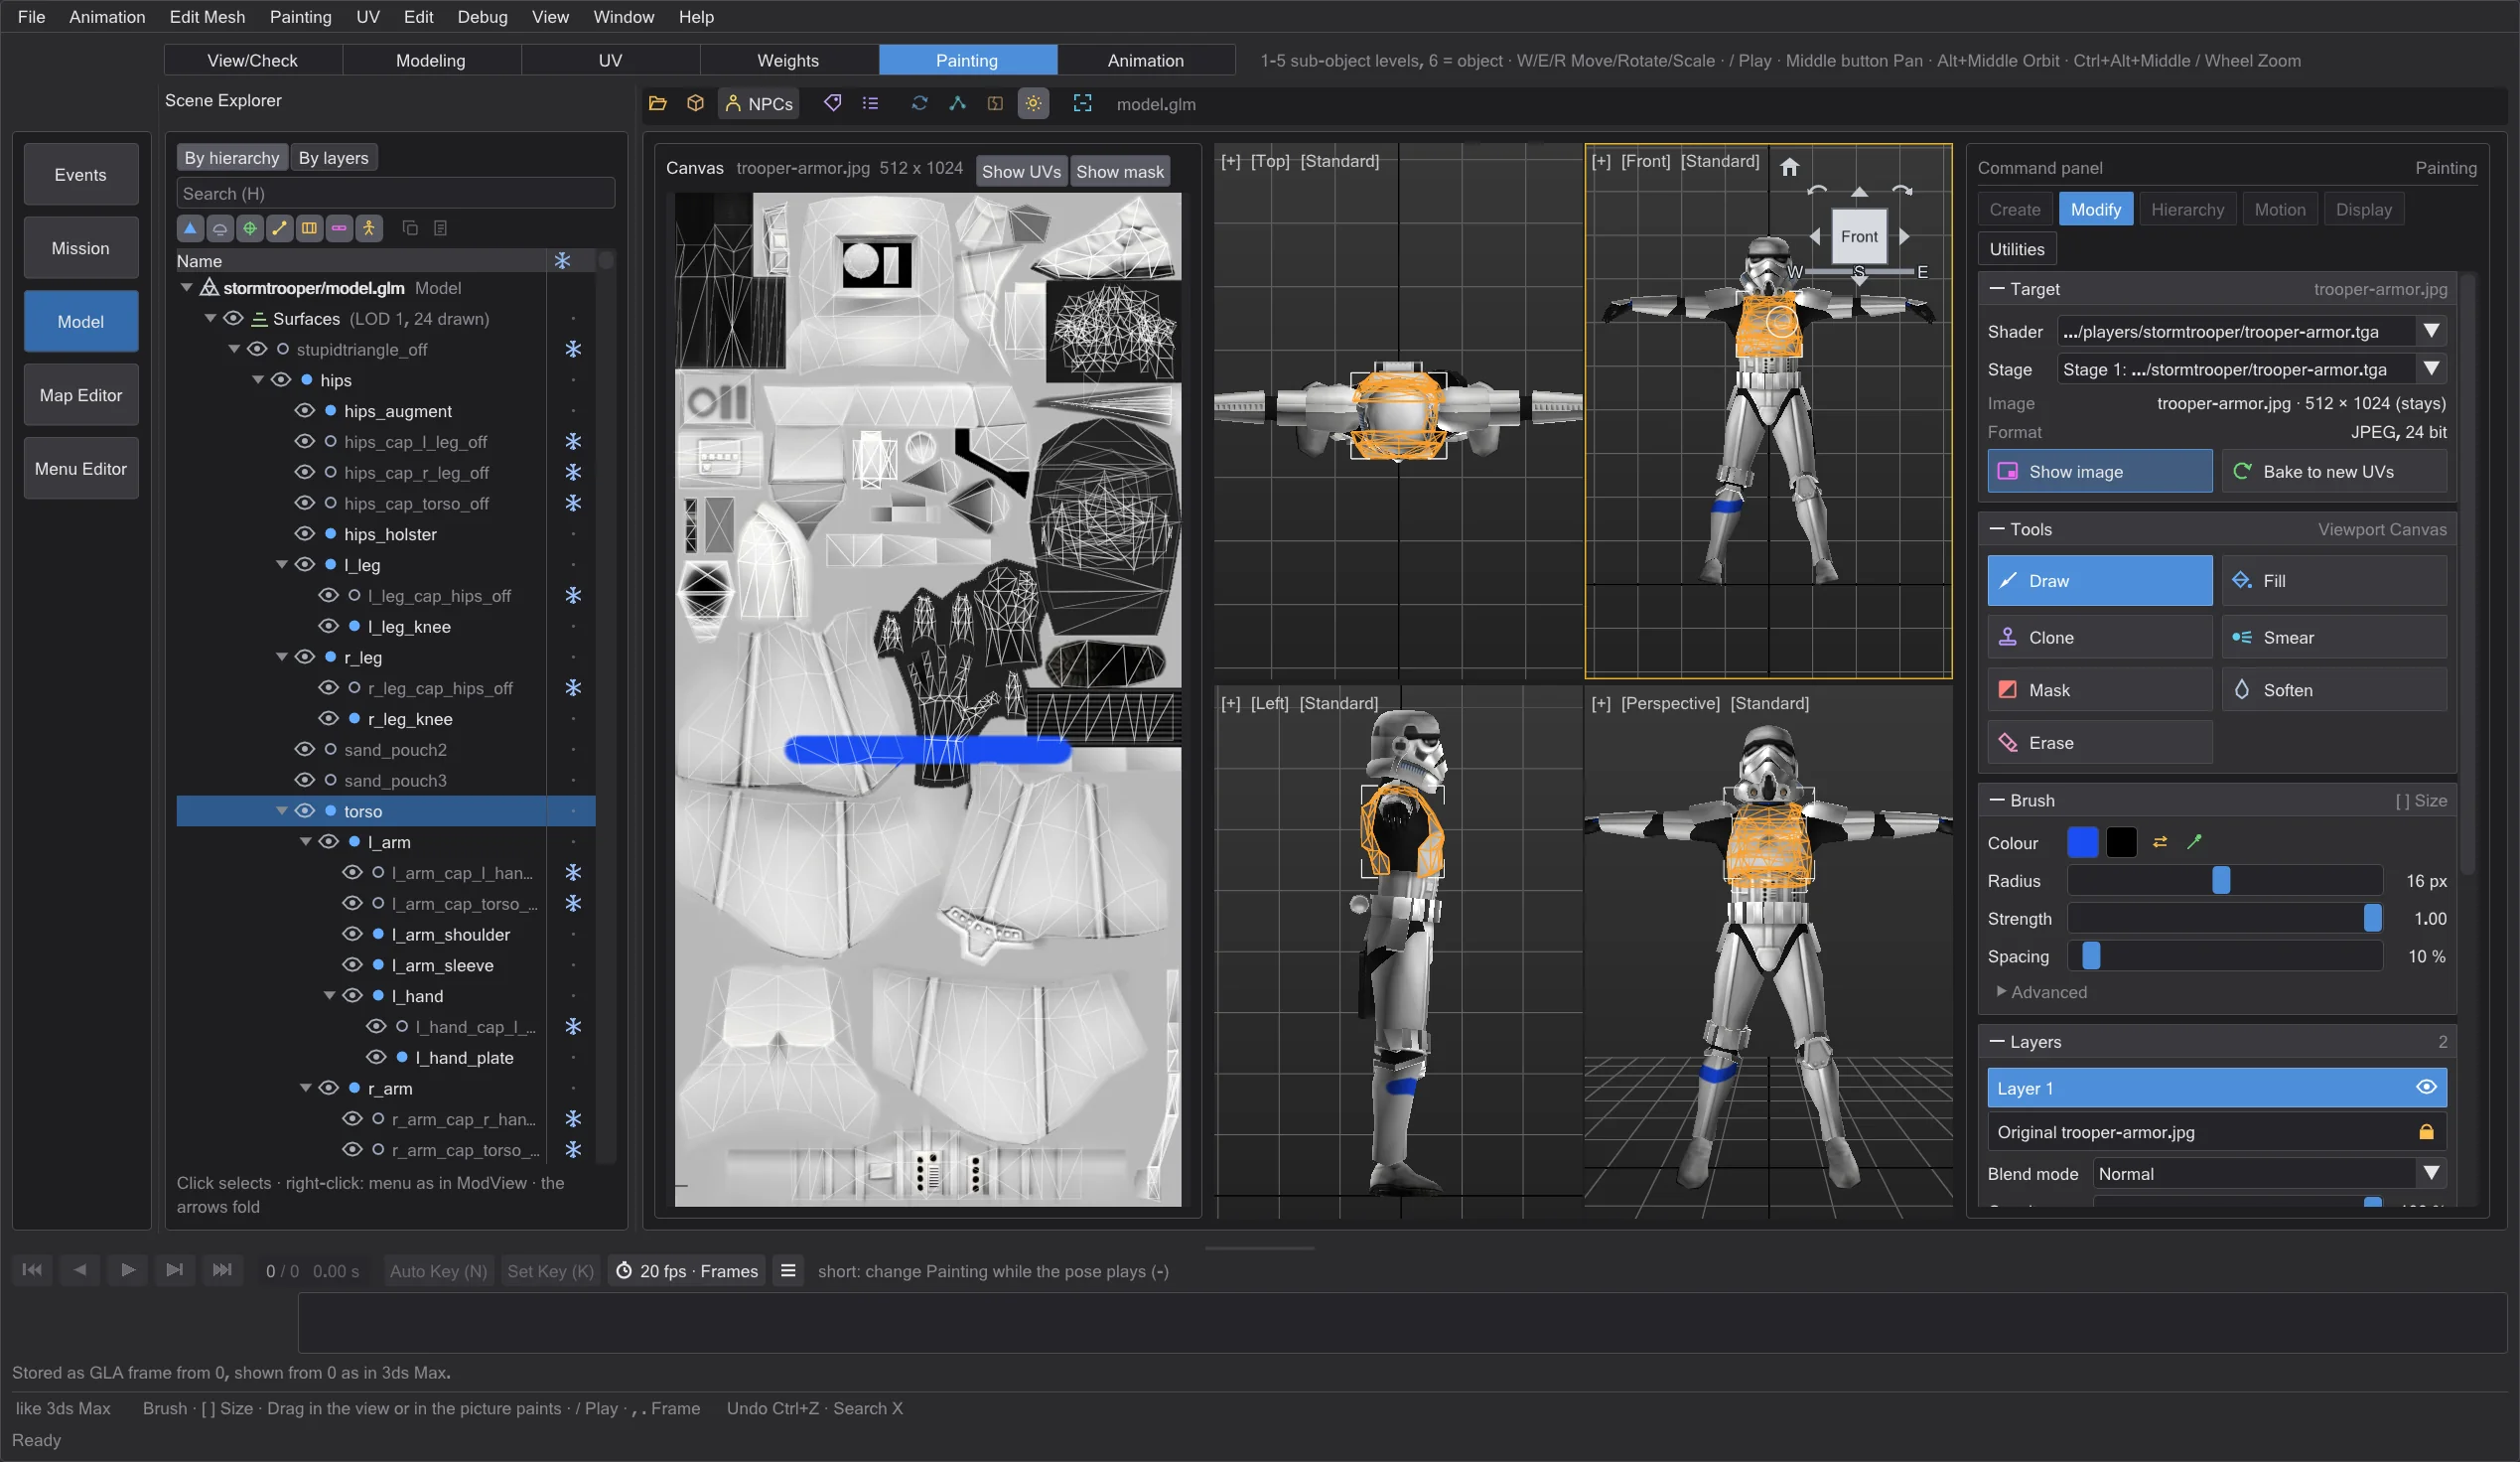 File Animation Edit Mesh Painting UV Edit Debug View Window Help
View/Check Modeling UV Weights Painting Animation 1-5 sub-object levels, 6 = object · W/E/R Move/Rotate/Scale · / Play · Middle button Pan · Alt+Middle Orbit · Ctrl+Alt+Middle / Wheel Zoom
Scene Explorer
NPCs model.glm
Events
Mission
Model
Map Editor
Menu Editor
By hierarchy By layers
Search (H)
Name
stormtrooper/model.glm Model
Surfaces (LOD 1, 24 drawn)
stupidtriangle_off
hips
hips_augment
hips_cap_l_leg_off
hips_cap_r_leg_off
hips_cap_torso_off
hips_holster
l_leg
l_leg_cap_hips_off
l_leg_knee
r_leg
r_leg_cap_hips_off
r_leg_knee
sand_pouch2
sand_pouch3
torso
l_arm
l_arm_cap_l_han...
l_arm_cap_torso_...
l_arm_shoulder
l_arm_sleeve
l_hand
l_hand_cap_l_...
l_hand_plate
r_arm
r_arm_cap_r_han...
r_arm_cap_torso_...
Click selects · right-click: menu as in ModView · the
arrows fold
Canvas trooper-armor.jpg 512 x 1024 Show UVs Show mask
[+] [Top] [Standard]
[+] [Front] [Standard]
Front
W S E
[+] [Left] [Standard]
[+] [Perspective] [Standard]
Command panel Painting
Create Modify Hierarchy Motion Display
Utilities
Target trooper-armor.jpg
Shader .../players/stormtrooper/trooper-armor.tga
Stage Stage 1: .../stormtrooper/trooper-armor.tga
Image trooper-armor.jpg · 512 × 1024 (stays)
Format JPEG, 24 bit
Show image Bake to new UVs
Tools Viewport Canvas
Draw Fill
Clone Smear
Mask Soften
Erase
Brush [ ] Size
Colour
Radius 16 px
Strength 1.00
Spacing 10 %
Advanced
Layers 2
Layer 1
Original trooper-armor.jpg
Blend mode Normal
0 / 0 0.00 s Auto Key (N) Set Key (K) 20 fps · Frames short: change Painting while the pose plays (-)
Stored as GLA frame from 0, shown from 0 as in 3ds Max.
like 3ds Max Brush · [ ] Size · Drag in the view or in the picture paints · / Play · , . Frame Undo Ctrl+Z · Search X
Ready